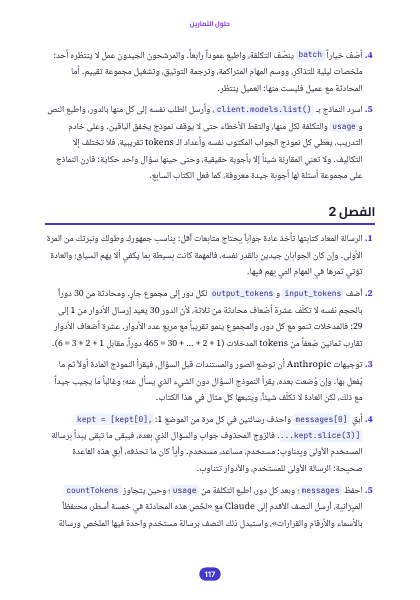 حلول التمارين
4. أضف خياراً batch ينصّف التكلفة، واطبع عموداً رابعاً. والمرشحون الجيدون عمل لا ينتظره أحد:
ملخصات ليلية للتذاكر، ووسم المهام المتراكمة، وترجمة التوثيق، وتشغيل مجموعة تقييم. أما
المحادثة مع عميل فليست منها: العميل ينتظر.
5. اسرد النماذج بـ client.models.list()، وأرسل الطلب نفسه إلى كل منها بالدور، واطبع النص
و usage والتكلفة لكل منها، والتقط الأخطاء حتى لا يوقف نموذج يخفق الباقين. وعلى خادم
التدريب، يعطي كل نموذج الجواب المكتوب نفسه وأعداد الـ tokens تقريبية، فلا تختلف إلا
التكاليف. ولا تعني المقارنة شيئاً إلا بأجوبة حقيقية، وحتى حينها سؤال واحد حكاية: قارن النماذج
على مجموعة أسئلة لها أجوبة جيدة معروفة، كما فعل الكتاب السابع.
الفصل 2
1. الرسالة المعاد كتابتها تأخذ عادة جواباً يحتاج متابعات أقل: يناسب جمهورك وطولك ونبرتك من المرة
الأولى. وإن كان الجوابان جيدين بالقدر نفسه، فالمهمة كانت بسيطة بما يكفي ألا يهم السياق؛ والعادة
تؤتي ثمرها في المهام التي يهم فيها.
2. أضف input_tokens و output_tokens لكل دور إلى مجموع جارٍ. ومحادثة من 30 دوراً
بالحجم نفسه لا تكلّف عشرة أضعاف محادثة من ثلاثة، لأن الدور 30 يعيد إرسال الأدوار من 1 إلى
29: فالمدخلات تنمو مع كل دور، والمجموع ينمو تقريباً مع مربع عدد الأدوار. عشرة أضعاف الأدوار
تقارب ثمانين ضعفاً من tokens المدخلات (1 + 2 + ... + 30 = 465 دوراً، مقابل 1 + 2 + 3 = 6).
3. توجيهات Anthropic أن توضع الصور والمستندات قبل السؤال، فيقرأ النموذج المادة أولاً ثم ما
يُفعل بها. وإن وُضعت بعده، يقرأ النموذج السؤال دون الشيء الذي يسأل عنه؛ وغالباً ما يجيب جيداً
مع ذلك، لكن العادة لا تكلّف شيئاً، ويتبعها كل مثال في هذا الكتاب.
4. أبقِ messages[0] واحذف رسالتين في كل مرة من الموضع 1: kept = [kept[0],
...kept.slice(3)]. فالزوج المحذوف جواب والسؤال الذي بعده، فيبقى ما تبقى يبدأ برسالة
المستخدم الأولى ويتناوب: مستخدم، مساعد، مستخدم. وأياً كان ما تحذفه، أبقِ هذه القاعدة
صحيحة: الرسالة الأولى للمستخدم، والأدوار تتناوب.
5. احفظ messages؛ وبعد كل دور، اطبع التكلفة من usage؛ وحين يتجاوز countTokens
الميزانية، أرسل النصف الأقدم إلى Claude مع «لخّص هذه المحادثة في خمسة أسطر، محتفظاً
بالأسماء والأرقام والقرارات»، واستبدل ذلك النصف برسالة مستخدم واحدة فيها الملخص ورسالة
117